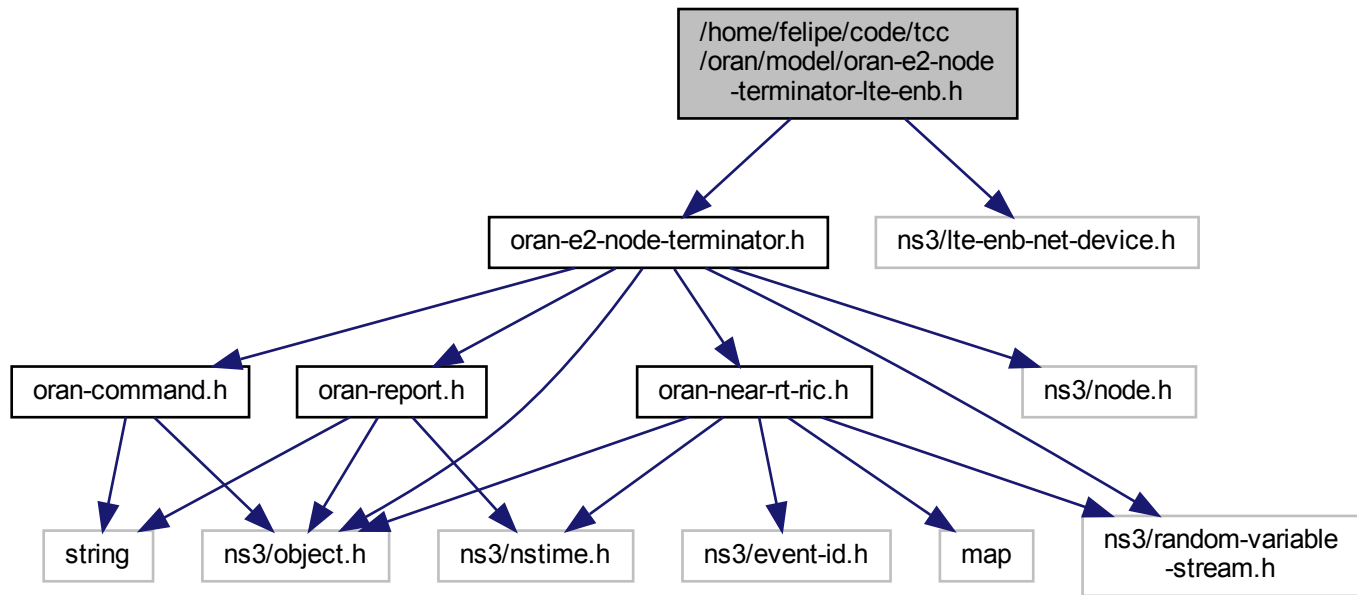 /home/felipe/code/tcc
/oran/model/oran-e2-node
-terminator-lte-enb.h
oran-e2-node-terminator.h
ns3/lte-enb-net-device.h
oran-command.h
oran-report.h
oran-near-rt-ric.h
ns3/node.h
string
ns3/object.h
ns3/nstime.h
ns3/event-id.h
map
ns3/random-variable
-stream.h